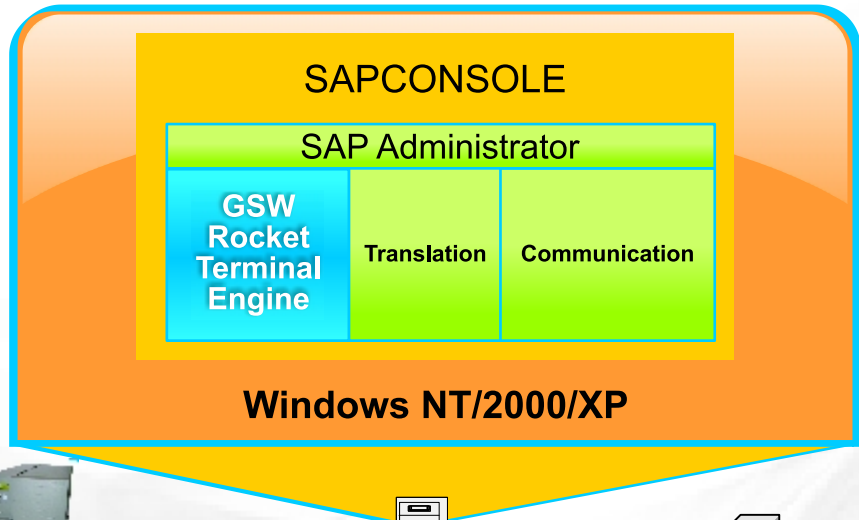 SAPCONSOLE
SAP Administrator
GSW
Rocket
Terminal
Engine
Translation
Communication
Windows NT/2000/XP